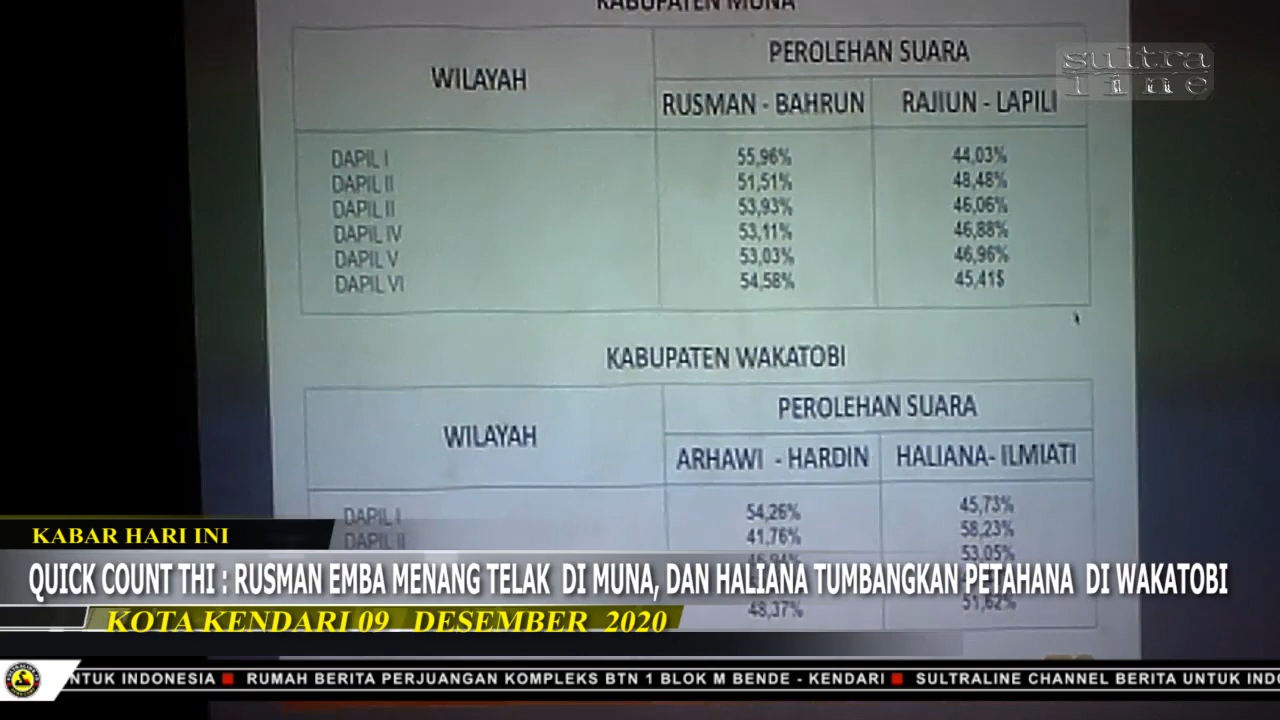 KABUPATEN MUNA
WILAYAH
PEROLEHAN SUARA
RUSMAN - BAHRUN
RAJIUN - LAPILI
DAPIL I 55,96% 44,03%
DAPIL II 51,51% 48,48%
DAPIL II 53,93% 46,06%
DAPIL IV 53,11% 46,88%
DAPIL V 53,03% 46,96%
DAPIL VI 54,58% 45,41$
sultra
line
KABUPATEN WAKATOBI
WILAYAH
PEROLEHAN SUARA
ARHAWI - HARDIN
HALIANA- ILMIATI
DAPIL I 54,26% 45,73%
DAPIL II 41,76% 58,23%
46,94% 53,05%
48,37% 51,62%
KABAR HARI INI
QUICK COUNT THI : RUSMAN EMBA MENANG TELAK DI MUNA, DAN HALIANA TUMBANGKAN PETAHANA DI WAKATOBI
KOTA KENDARI 09 DESEMBER 2020
NTUK INDONESIA RUMAH BERITA PERJUANGAN KOMPLEKS BTN 1 BLOK M BENDE - KENDARI SULTRALINE CHANNEL BERITA UNTUK INDO